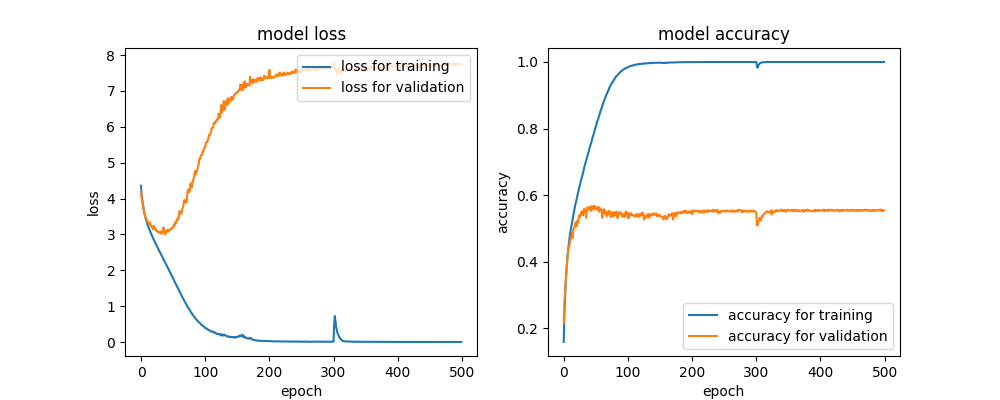 model loss
8
7
6
5
4
3
2
1
0
loss
0 100 200 300 400 500
epoch
loss for training
loss for validation
model accuracy
1.0
0.8
0.6
0.4
0.2
accuracy
0 100 200 300 400 500
epoch
accuracy for training
accuracy for validation